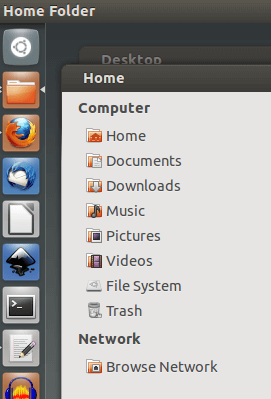 Home Folder
Desktop
Home
Computer
Home
Documents
Downloads
Music
Pictures
Videos
File System
Trash
Network
Browse Network